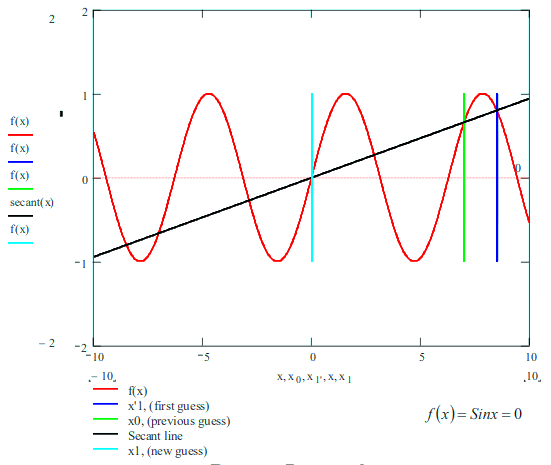 2
f(x)
f(x)
f(x)
secant(x)
f(x)
− 2
2
1
0
−1
−2
0
−10
−5
0
5
10
− 10
x, x0, x1', x, x1
10
f(x)
x'1, (first guess)
x0, (previous guess)
Secant line
x1, (new guess)
f(x)=Sinx=0